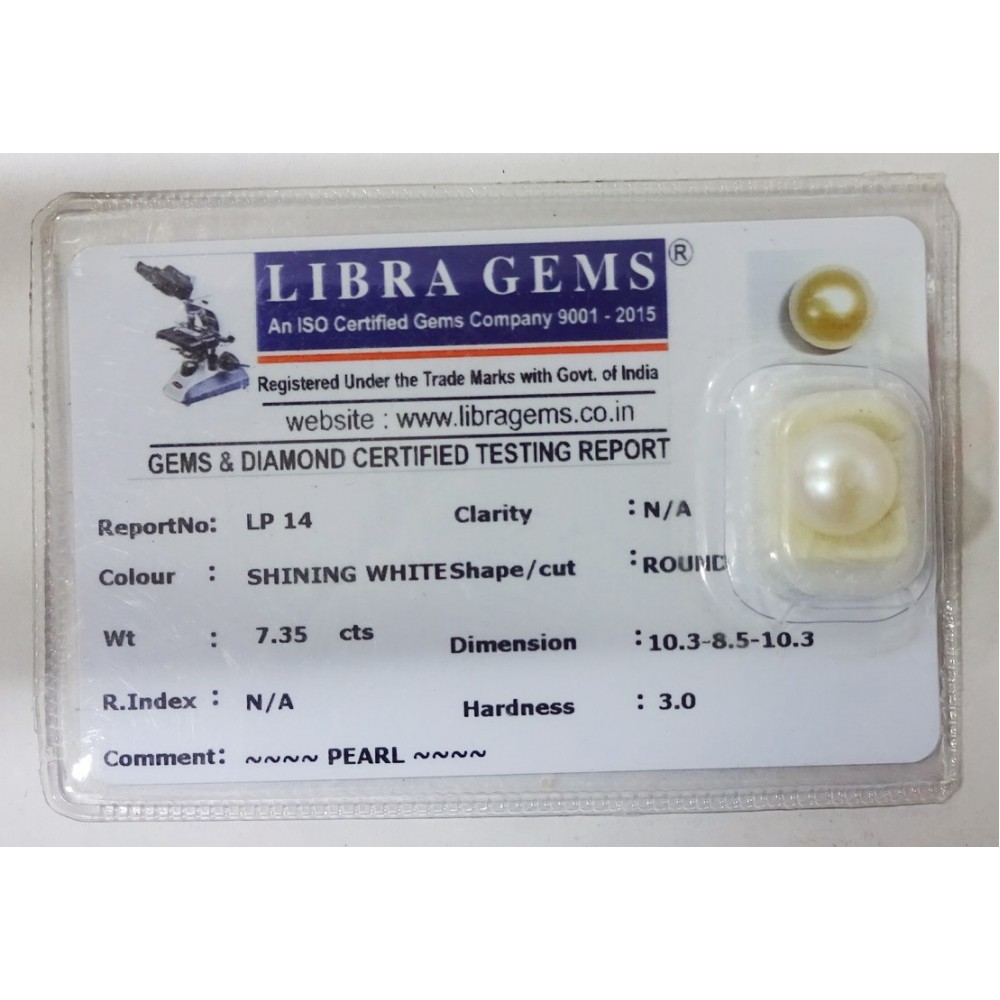 LIBRA GEMS®
An ISO Certified Gems Company 9001 - 2015
Registered Under the Trade Marks with Govt. of India
website : www.libragems.co.in
GEMS & DIAMOND CERTIFIED TESTING REPORT
ReportNo: LP 14 Clarity : N/A
Colour : SHINING WHITE Shape/cut : ROUND
Wt : 7.35 cts Dimension : 10.3-8.5-10.3
R.Index : N/A Hardness : 3.0
Comment: ~~~~ PEARL ~~~~